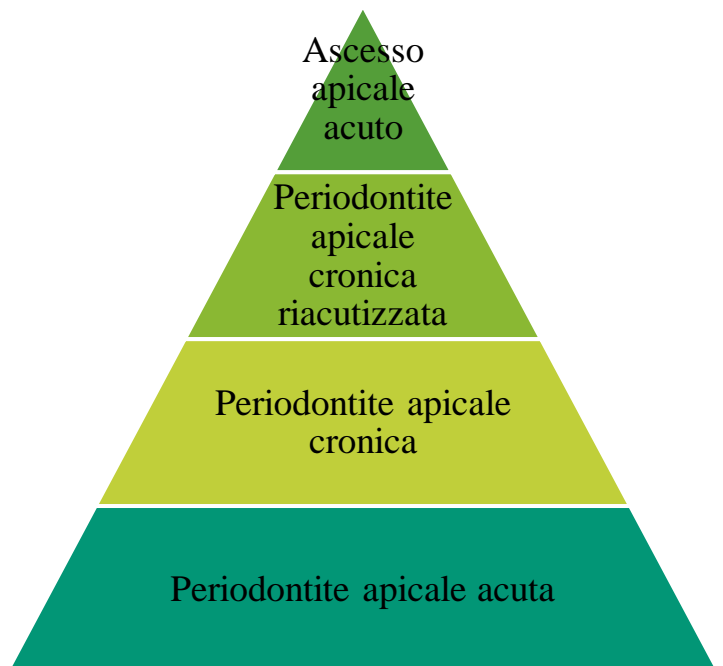 Ascesso
apicale
acuto
Periodontite
apicale
cronica
riacutizzata
Periodontite apicale
cronica
Periodontite apicale acuta